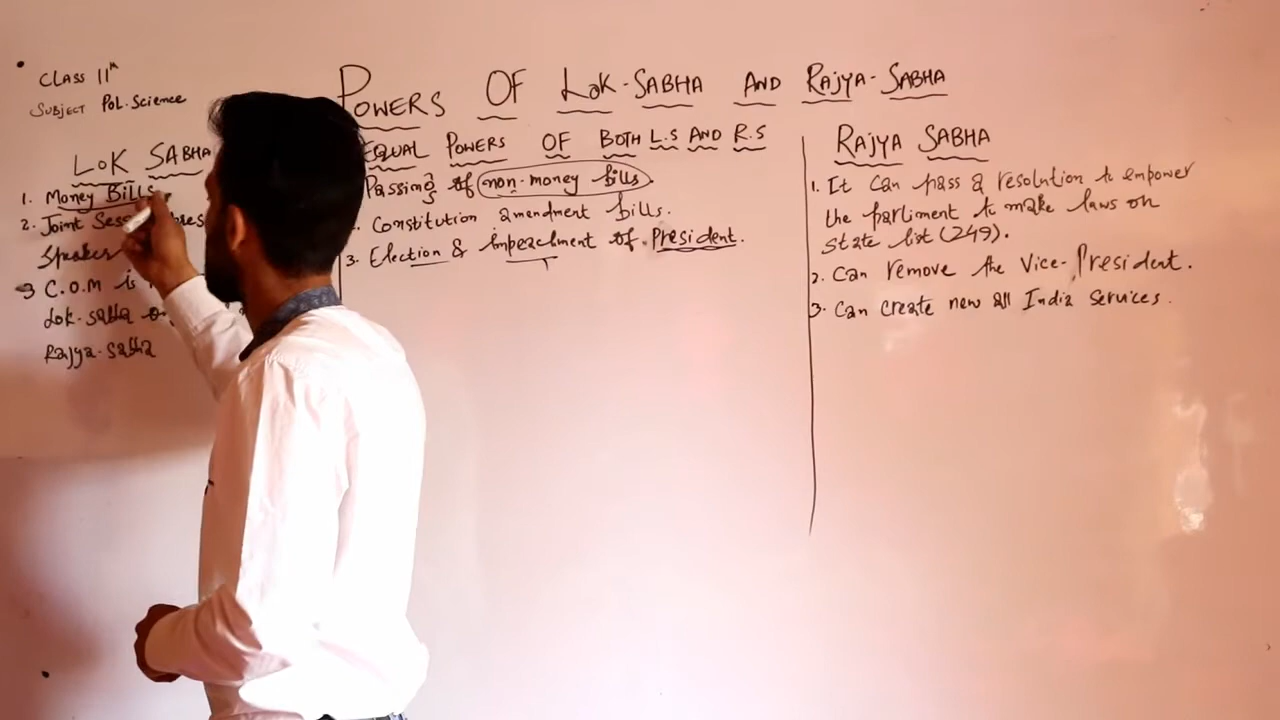 CLASS 11th
SUBJECT POL. Science
POWERS OF LOK-SABHA AND RAJYA-SABHA
LOK SABHA
1. Money Bills
2. Joint
Speaker
3 C.O.M is
Lok-sabha
Rajya-sabha
EQUAL POWERS OF BOTH L.S AND R.S
Passing of non-money bills.
Constitution amendment bills.
3. Election & impeachment of President.
RAJYA SABHA
1. It can pass a resolution to empower
the parliment to make laws on
state list (249).
2. Can remove the Vice-President.
3. Can create new all India Services.